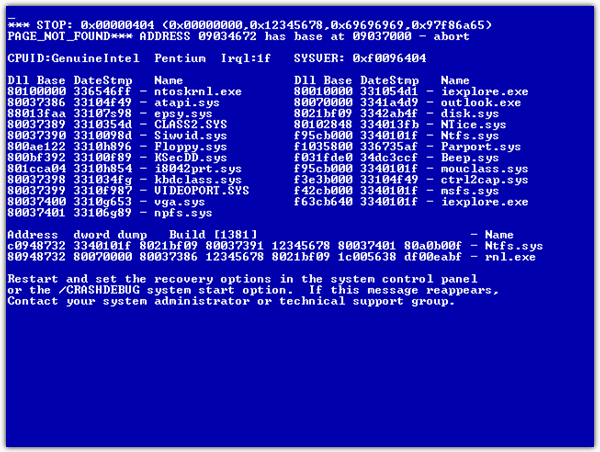 *** STOP: 0x00000404 (0x00000000,0x12345678,0x69696969,0x97f86a65)
PAGE_NOT_FOUND*** ADDRESS 09034672 has base at 09037000 - abort
CPUID:GenuineIntel Pentium Irql:1f SYSVER: 0xf0096404
Dll Base DateStmp Name Dll Base DateStmp Name
80100000 336546ff - ntoskrnl.exe 80010000 331054d1 - iexplore.exe
80037386 33104f49 - atapi.sys 80070000 3341a4d9 - outlook.exe
88013faa 33107s98 - epsy.sys 8021bf09 3342ab4f - disk.sys
80037389 3310354d - CLASS2.SYS 80102848 334013fb - NTice.sys
80037390 3310098d - Siwvid.sys f95cb000 3340101f - Ntfs.sys
800ae122 3310h896 - Floppy.sys f1035800 336735af - Parport.sys
800bf392 33100f89 - KSecDD.sys f031fde0 34dc3ccf - Beep.sys
801cca04 3310h854 - i8042prt.sys f95cb000 3340101f - mouclass.sys
80037398 331034fg - kbdclass.sys f3e3b000 33104f49 - ctrl2cap.sys
80037399 3310f987 - VIDEOPORT.SYS f42cb000 3340101f - msfs.sys
80037400 3310g653 - vga.sys f63cb640 3340101f - iexplore.exe
80037401 33106g89 - npfs.sys
Address dword dump Build [1381] - Name
c0948732 3340101f 8021bf09 80037391 12345678 80037401 80a0b00f - Ntfs.sys
80948732 80070000 80037386 12345678 8021bf09 1c005638 df00eabf - rnl.exe
Restart and set the recovery options in the system control panel
or the /CRASHDEBUG system start option. If this message reappears,
Contact your system administrator or technical support group.